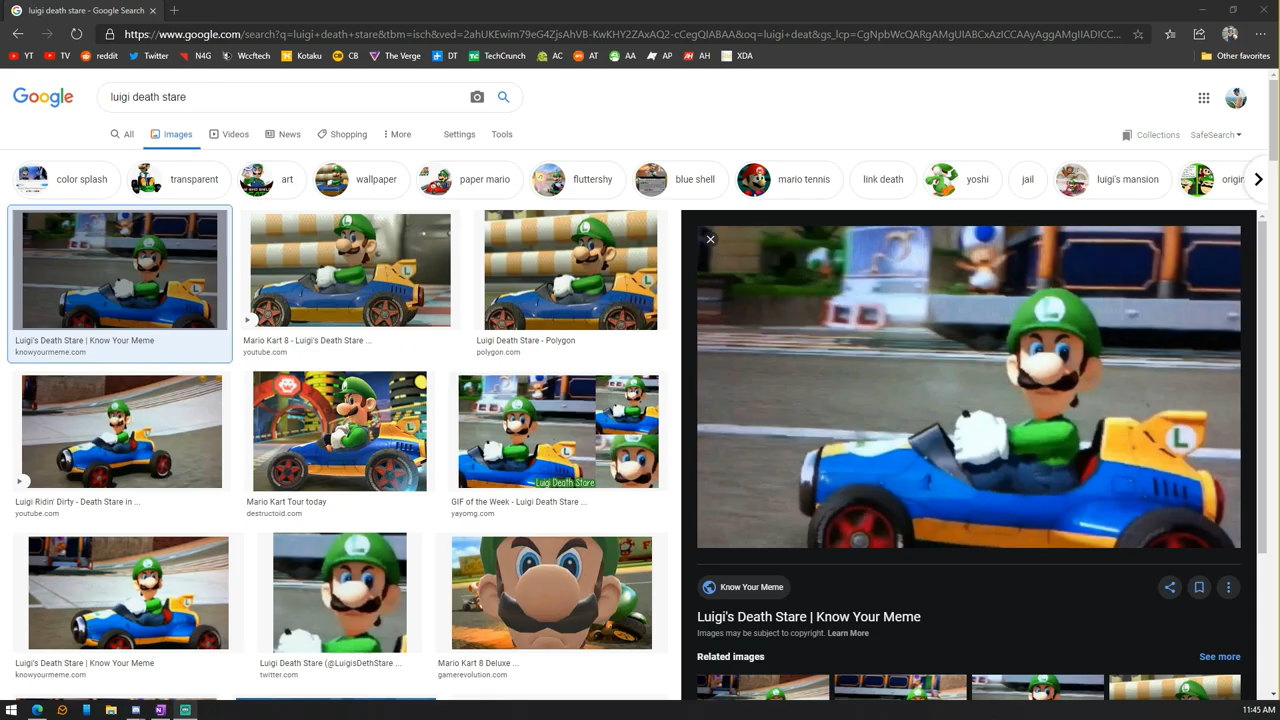 luigi death stare - Google Search
https://www.google.com/search?q=luigi+death+stare&tbm=isch&ved=2ahUKEwim79eG4ZjsAhVB-KwKHY2ZAxAQ2-cCegQIABAA&oq=luigi+deat&gs_lcp=CgNpbWcQARgAMgUIABCxAzICCAAyAggAMgIIADICC...
YT
TV
reddit
Twitter
N4G
Wccftech
Kotaku
CB
The Verge
DT
TechCrunch
AC
AT
AA
AP
AH
XDA
Other favorites
Google
luigi death stare
All
Images
Videos
News
Shopping
More
Settings
Tools
Collections
SafeSearch
color splash
transparent
art
wallpaper
paper mario
fluttershy
blue shell
mario tennis
link death
yoshi
jail
luigi's mansion
Luigi's Death Stare | Know Your Meme
knowyourmeme.com
Mario Kart 8 - Luigi's Death Stare ...
youtube.com
Luigi Death Stare - Polygon
polygon.com
Luigi Ridin' Dirty - Death Stare in ...
youtube.com
Mario Kart Tour today
destructoid.com
Luigi Death Stare
GIF of the Week - Luigi Death Stare ...
yayomg.com
Luigi's Death Stare | Know Your Meme
knowyourmeme.com
Luigi Death Stare (@LuigisDethStare ...
twitter.com
Mario Kart 8 Deluxe ...
gamerevolution.com
L
Know Your Meme
Luigi's Death Stare | Know Your Meme
Images may be subject to copyright. Learn More
Related images
See more
11:45 AM